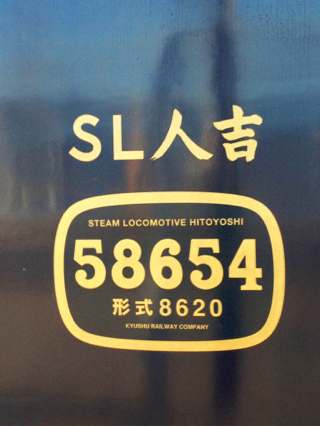 SL人吉
STEAM LOCOMOTIVE HITOYOSHI
58654
形式8620
KYUSHU RAILWAY COMPANY